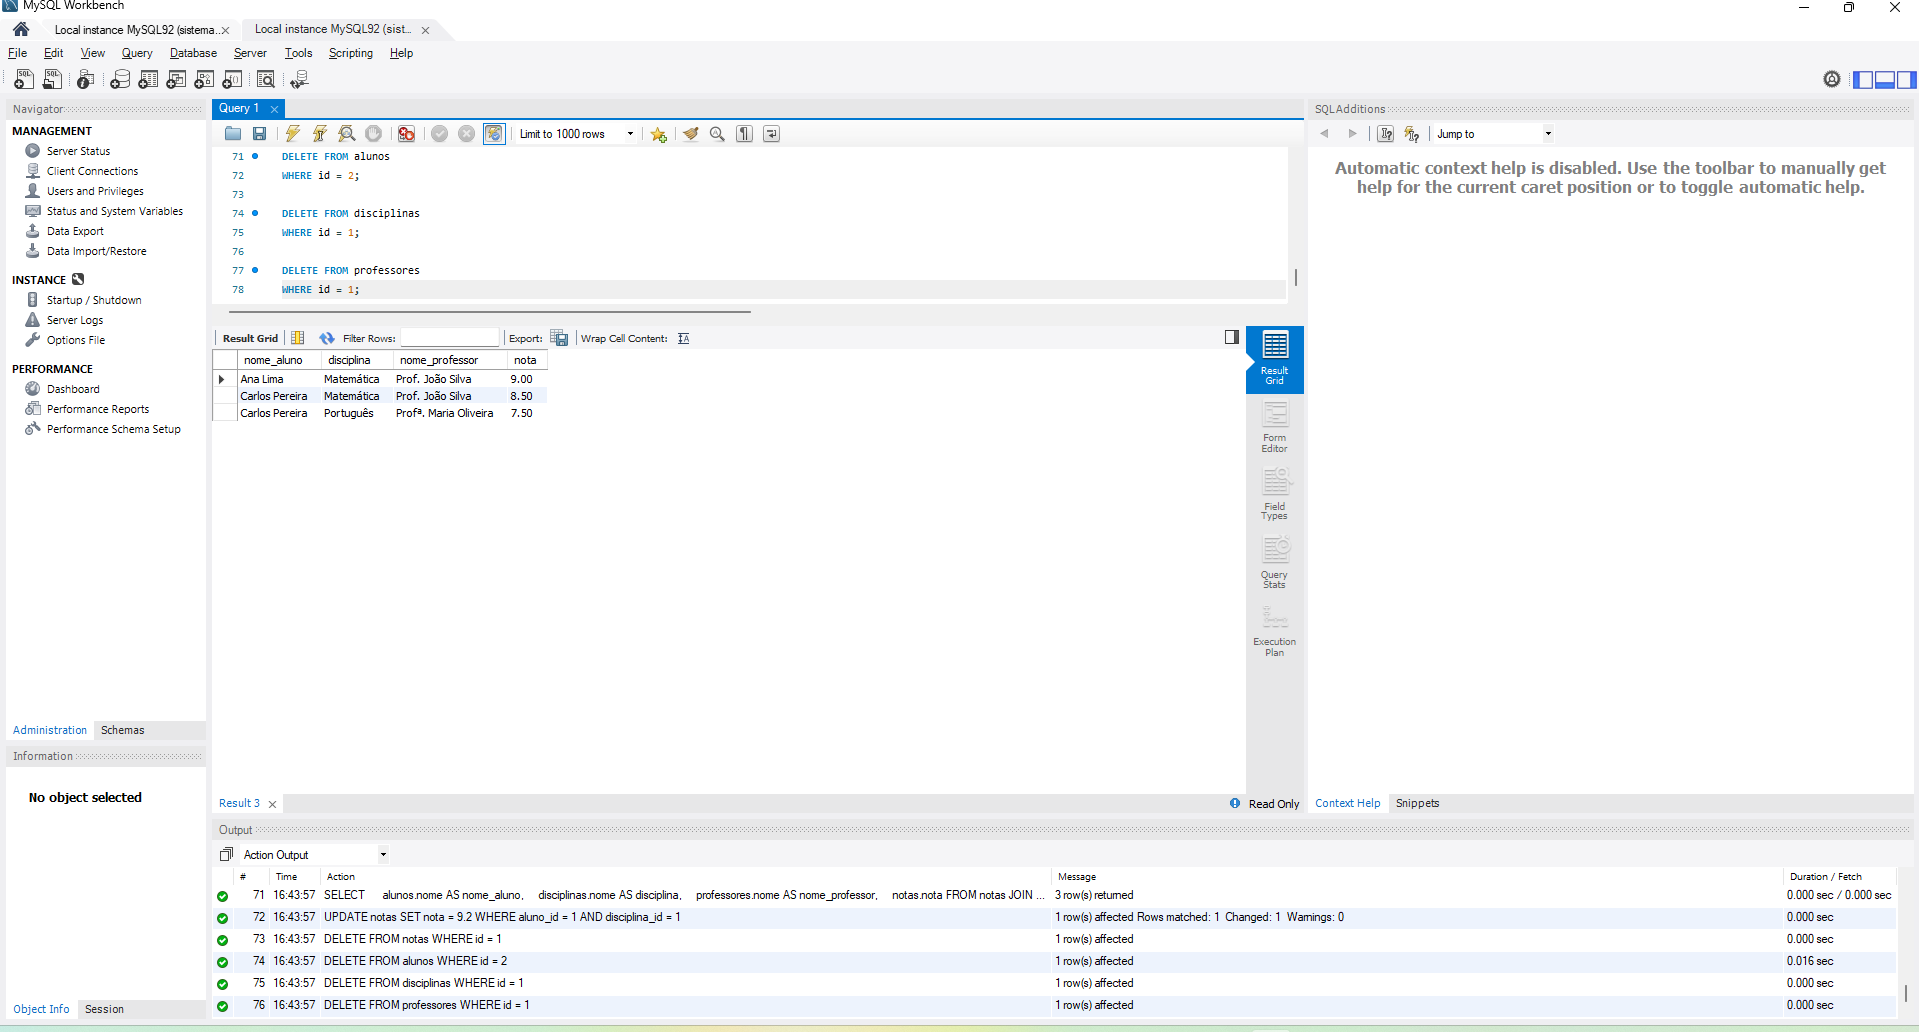 MySQL Workbench
Local instance MySQL92 (sistema...
Local instance MySQL92 (sist...
File Edit View Query Database Server Tools Scripting Help
Navigator
MANAGEMENT
Server Status
Client Connections
Users and Privileges
Status and System Variables
Data Export
Data Import/Restore
INSTANCE
Startup / Shutdown
Server Logs
Options File
PERFORMANCE
Dashboard
Performance Reports
Performance Schema Setup
Administration Schemas
Information
No object selected
Object Info Session
Query 1
Limit to 1000 rows
71 DELETE FROM alunos
72 WHERE id = 2;
73
74 DELETE FROM disciplinas
75 WHERE id = 1;
76
77 DELETE FROM professores
78 WHERE id = 1;
Result Grid Filter Rows: Export: Wrap Cell Content:
nome_aluno disciplina nome_professor nota
Ana Lima Matemática Prof. João Silva 9.00
Carlos Pereira Matemática Prof. João Silva 8.50
Carlos Pereira Português Profª. Maria Oliveira 7.50
Result Grid
Form Editor
Field Types
Query Stats
Execution Plan
Result 3
Read Only
SQLAdditions
Jump to
Automatic context help is disabled. Use the toolbar to manually get
help for the current caret position or to toggle automatic help.
Context Help Snippets
Output
Action Output
# Time Action Message Duration / Fetch
71 16:43:57 SELECT alunos.nome AS nome_aluno, disciplinas.nome AS disciplina, professores.nome AS nome_professor, notas.nota FROM notas JOIN ... 3 row(s) returned 0.000 sec / 0.000 sec
72 16:43:57 UPDATE notas SET nota = 9.2 WHERE aluno_id = 1 AND disciplina_id = 1 1 row(s) affected Rows matched: 1 Changed: 1 Warnings: 0 0.000 sec
73 16:43:57 DELETE FROM notas WHERE id = 1 1 row(s) affected 0.000 sec
74 16:43:57 DELETE FROM alunos WHERE id = 2 1 row(s) affected 0.016 sec
75 16:43:57 DELETE FROM disciplinas WHERE id = 1 1 row(s) affected 0.000 sec
76 16:43:57 DELETE FROM professores WHERE id = 1 1 row(s) affected 0.000 sec